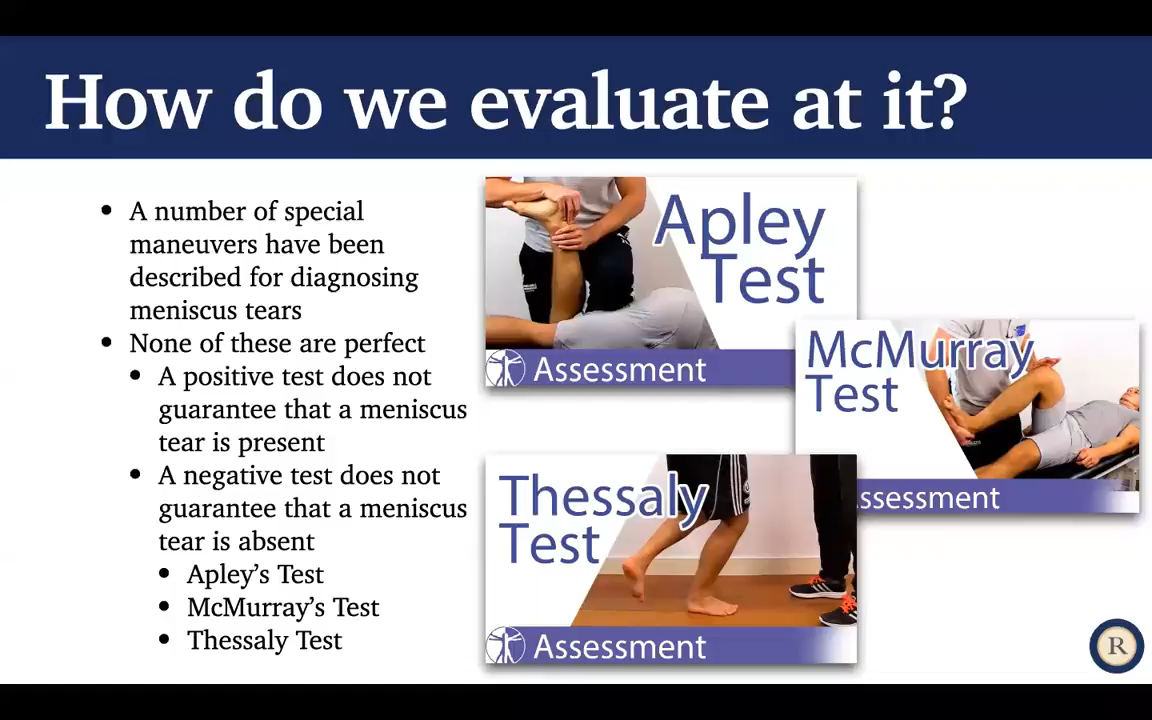 How do we evaluate at it?
• A number of special
maneuvers have been
described for diagnosing
meniscus tears
• None of these are perfect
• A positive test does not
guarantee that a meniscus
tear is present
• A negative test does not
guarantee that a meniscus
tear is absent
• Apley’s Test
• McMurray’s Test
• Thessaly Test
Apley
Test
Assessment
McMurray
Test
ssessment
Thessaly
Test
Assessment
R